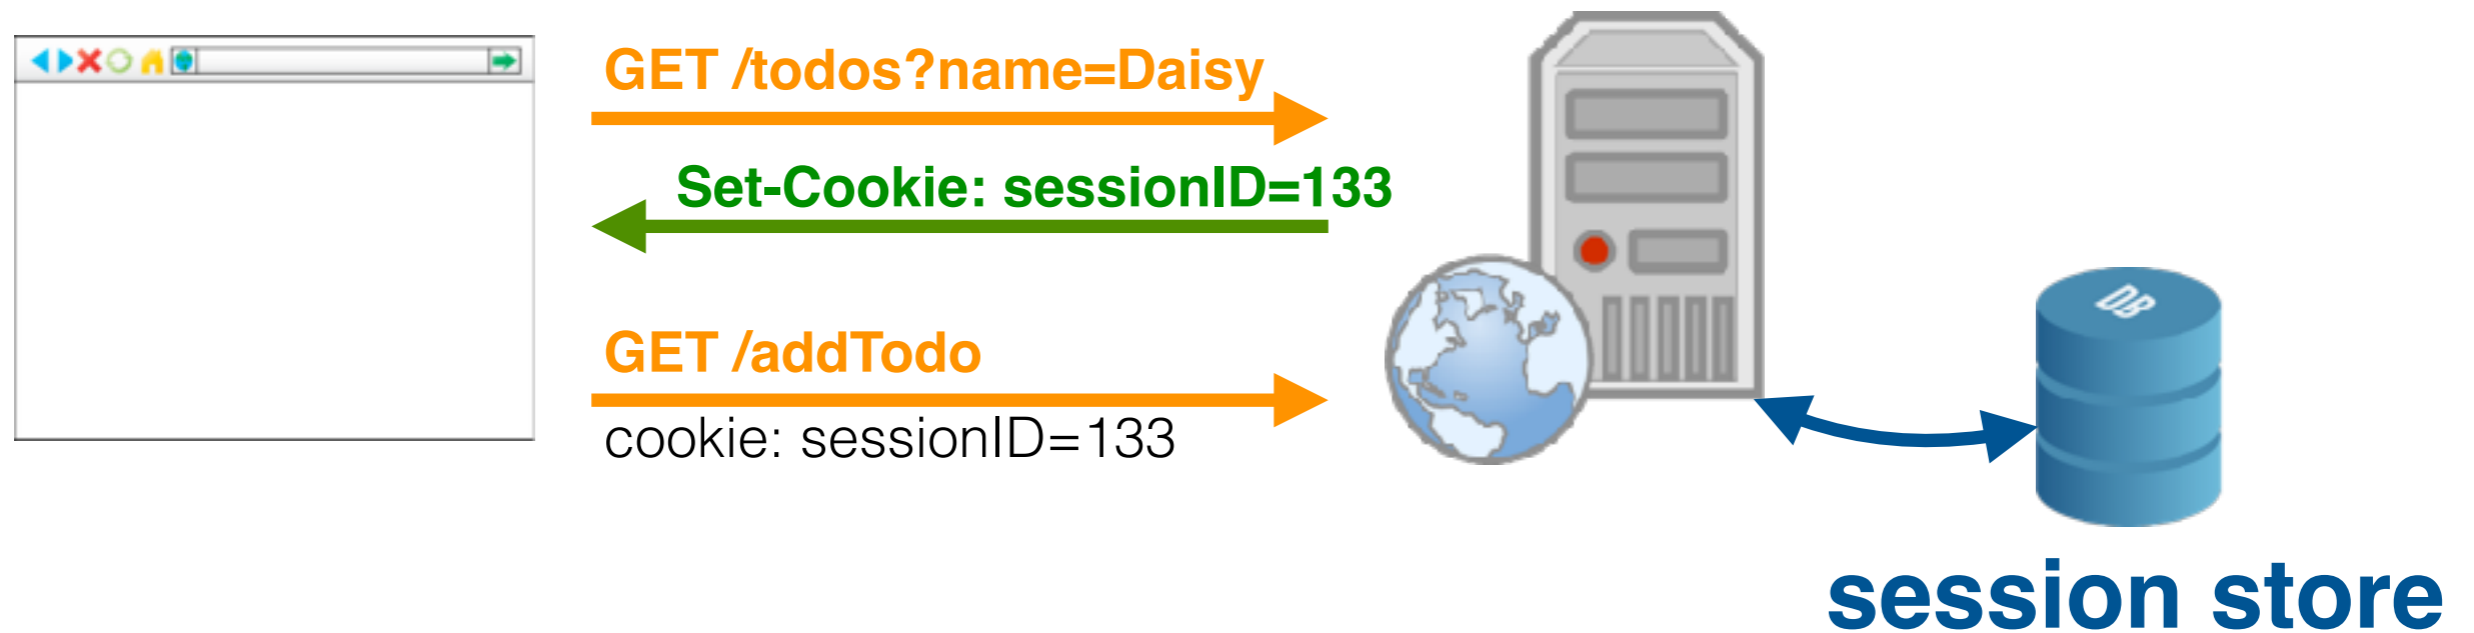 GET /todos?name=Daisy
Set-Cookie: sessionID=133
GET /addTodo
cookie: sessionID=133
DB
session store